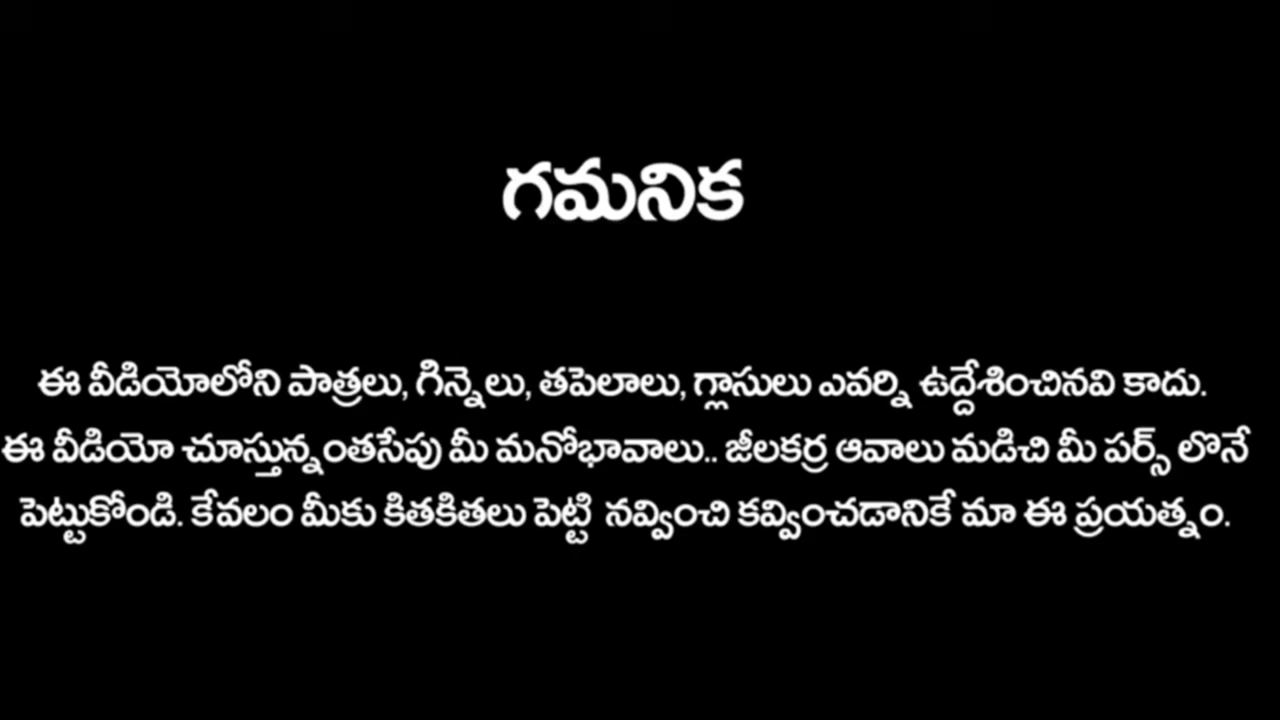 గమనిక
ఈ వీడియోలోని పాత్రలు, గిన్నెలు, తపెలాలు, గ్లాసులు ఎవర్ని ఉద్దేశించినవి కాదు.
ఈ వీడియో చూస్తున్నంతసేపు మీ మనోభావాలు.. జీలకర్ర ఆవాలు మడిచి మీ పర్స్ లొనే
పెట్టుకోండి. కేవలం మీకు కితకితలు పెట్టి నవ్వించి కవ్వించడానికే మా ఈ ప్రయత్నం.